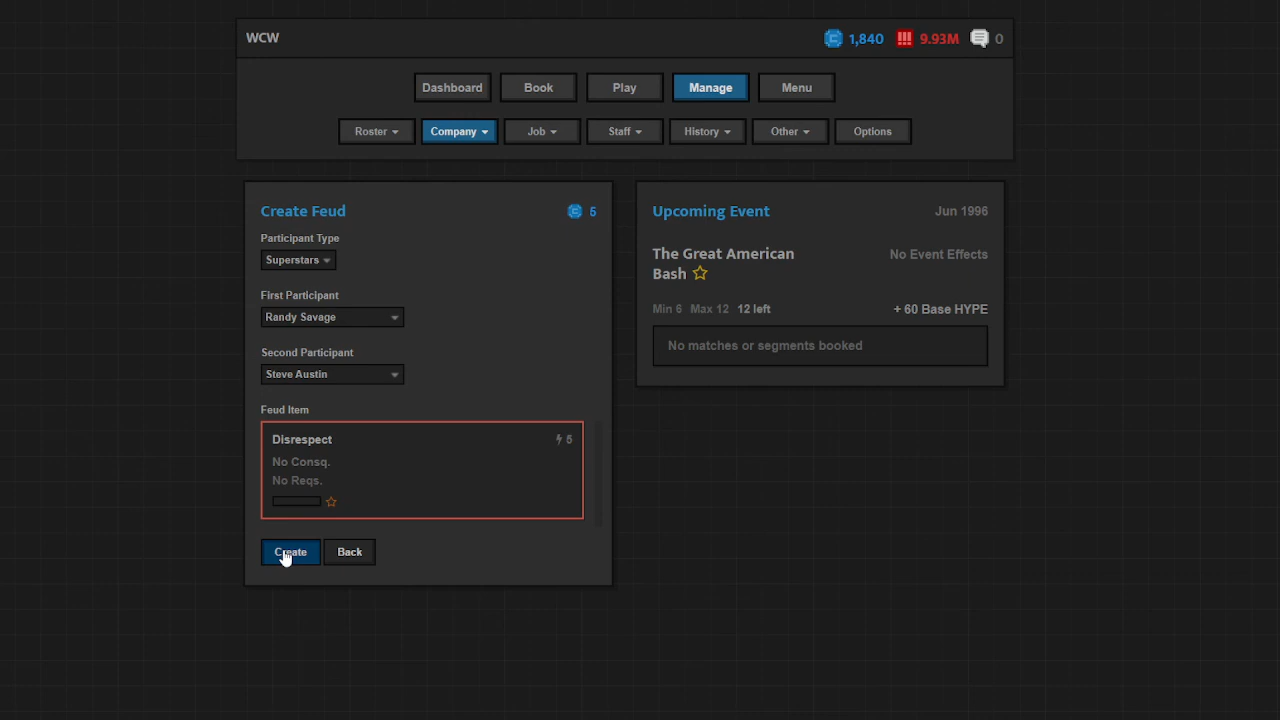 WCW
1,840 9.93M 0
Dashboard Book Play Manage Menu
Roster Company Job Staff History Other Options
Create Feud 5
Participant Type
Superstars
First Participant
Randy Savage
Second Participant
Steve Austin
Feud Item
Disrespect 5
No Consq.
No Reqs.
Create Back
Upcoming Event Jun 1996
The Great American No Event Effects
Bash
Min 6 Max 12 12 left + 60 Base HYPE
No matches or segments booked